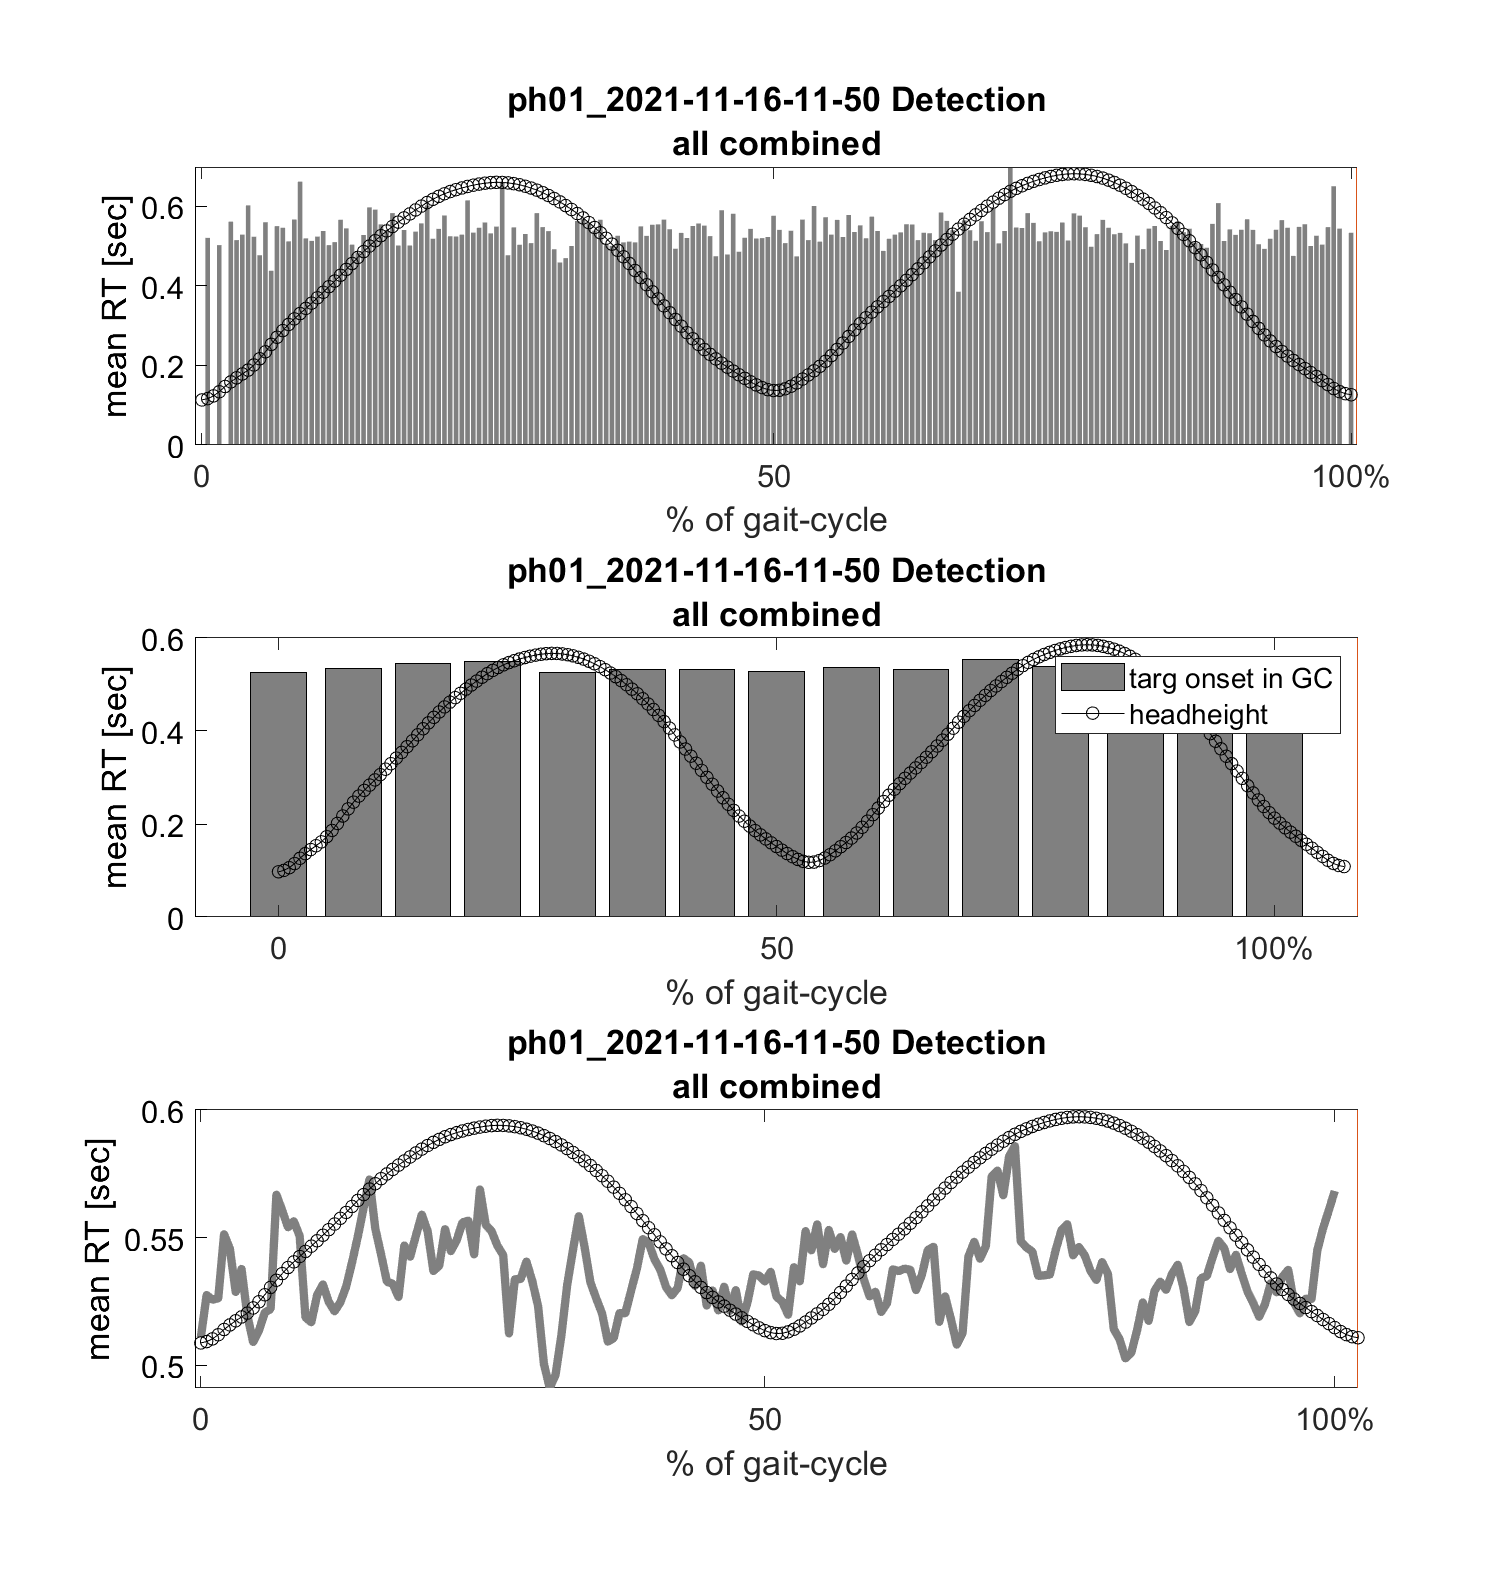 ph01_2021-11-16-11-50 Detection
all combined
mean RT [sec]
0.6
0.4
0.2
0
0
50
100%
% of gait-cycle
ph01_2021-11-16-11-50 Detection
all combined
mean RT [sec]
0.6
0.4
0.2
0
targ onset in GC
headheight
0
50
100%
% of gait-cycle
ph01_2021-11-16-11-50 Detection
all combined
mean RT [sec]
0.6
0.55
0.5
0
50
100%
% of gait-cycle